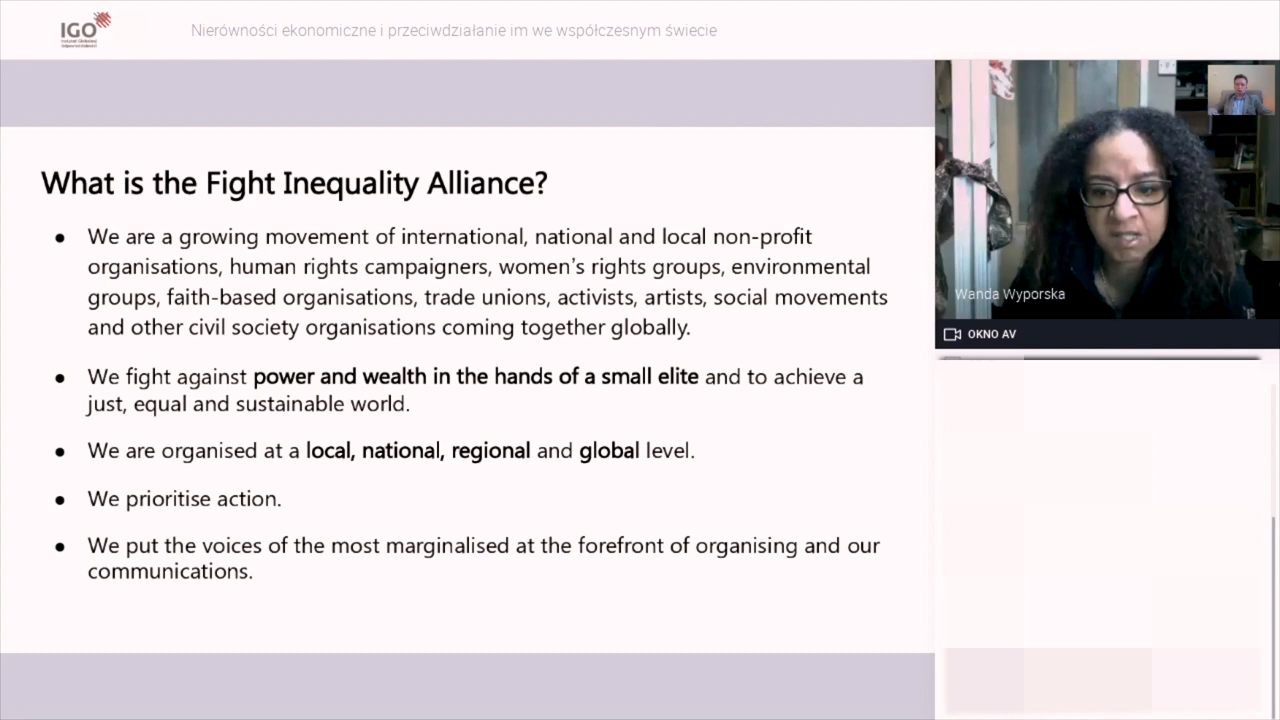 IGO
Instytut Globalnej
Odpowiedzialności
Nierówności ekonomiczne i przeciwdziałanie im we współczesnym świecie
What is the Fight Inequality Alliance?
● We are a growing movement of international, national and local non-profit
organisations, human rights campaigners, women's rights groups, environmental
groups, faith-based organisations, trade unions, activists, artists, social movements
and other civil society organisations coming together globally.
● We fight against power and wealth in the hands of a small elite and to achieve a
just, equal and sustainable world.
● We are organised at a local, national, regional and global level.
● We prioritise action.
● We put the voices of the most marginalised at the forefront of organising and our
communications.
Wanda Wyporska
OKNO AV